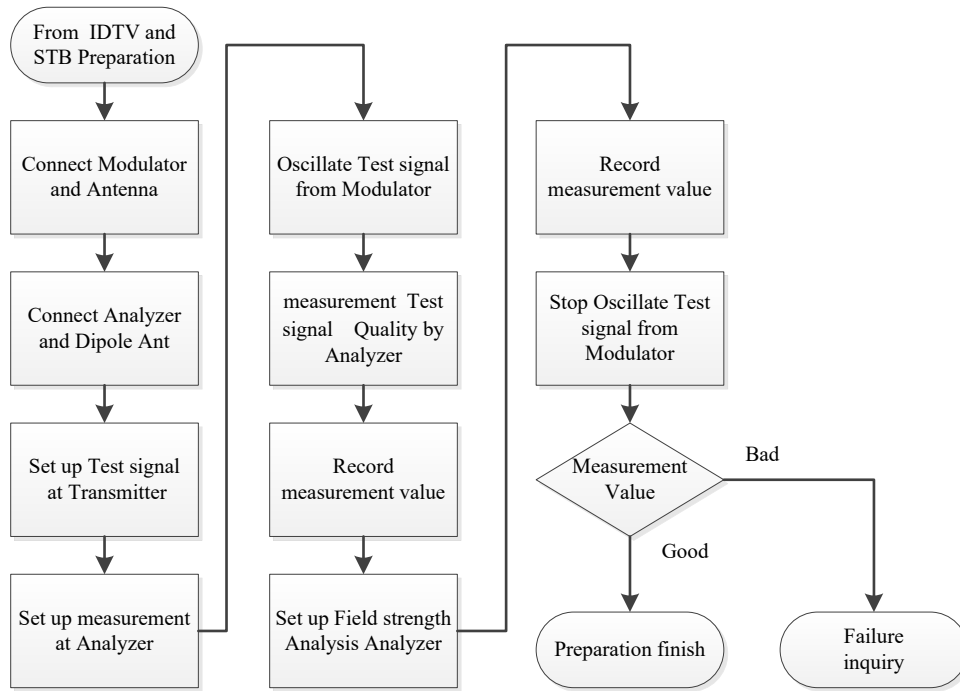 From IDTV and
STB Preparation
Connect Modulator
and Antenna
Connect Analyzer
and Dipole Ant
Set up Test signal
at Transmitter
Set up measurement
at Analyzer
Oscillate Test signal
from Modulator
measurement Test
signal Quality by
Analyzer
Record
measurement value
Set up Field strength
Analysis Analyzer
Record
measurement value
Stop Oscillate Test
signal from
Modulator
Measurement
Value
Bad
Good
Preparation finish
Failure
inquiry